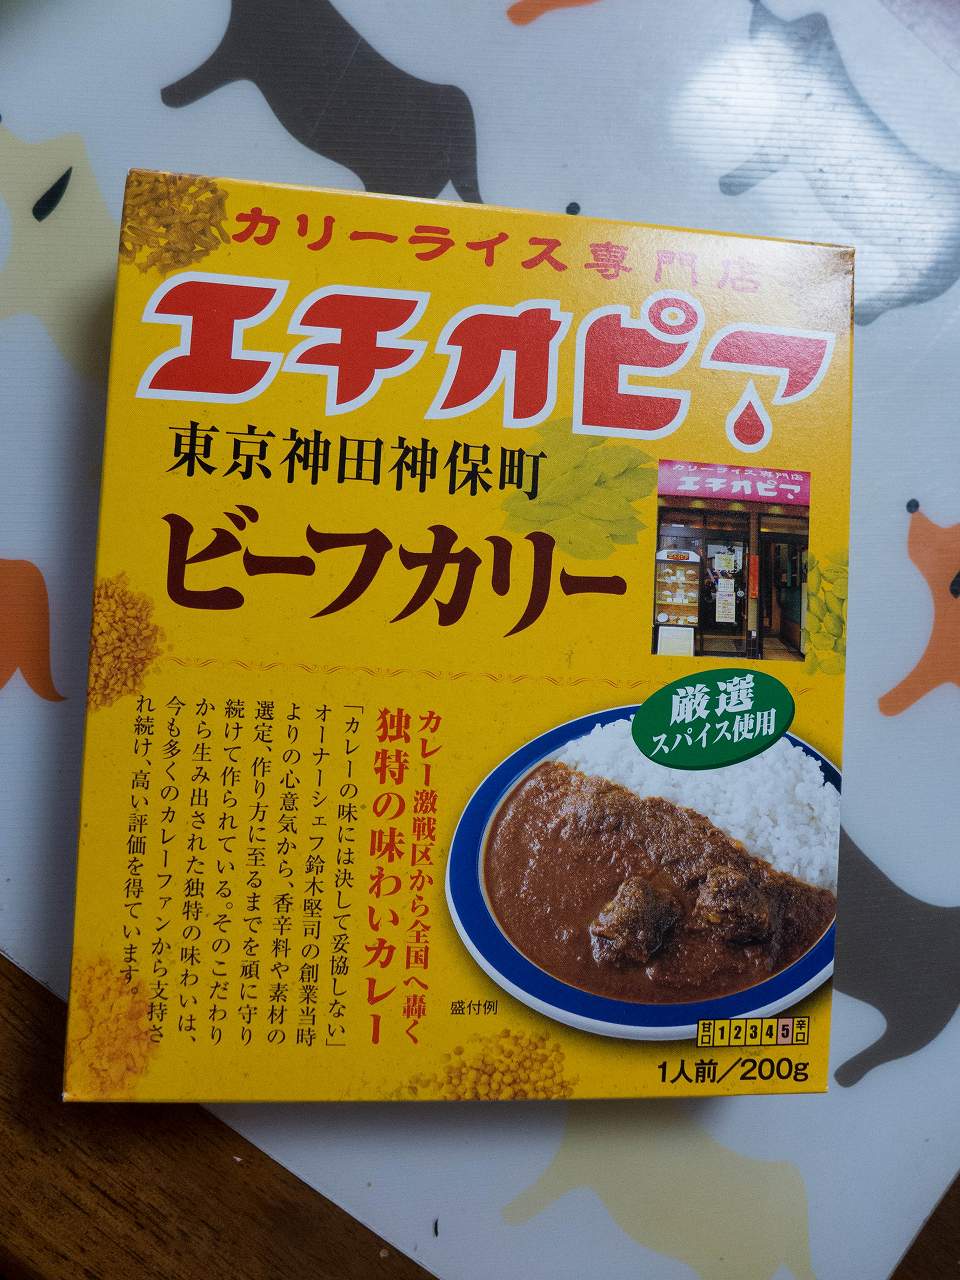 カリーライス専門店
エチオピア
東京神田神保町
ビーフカリー
カリーライス専門店
エチオピア
厳選
スパイス使用
カレー激戦区から全国へ轟く
独特の味わいカレー
「カレーの味には決して妥協しない」
オーナーシェフ鈴木堅司の創業当時
よりの心意気から、香辛料や素材の
選定、作り方に至るまでを頑に守り
続けて作られている。そのこだわり
から生み出された独特の味わいは、
今も多くのカレーファンから支持さ
れ続け、高い評価を得ています。
盛付例
甘口 1 2 3 4 5 辛口
1人前／200g